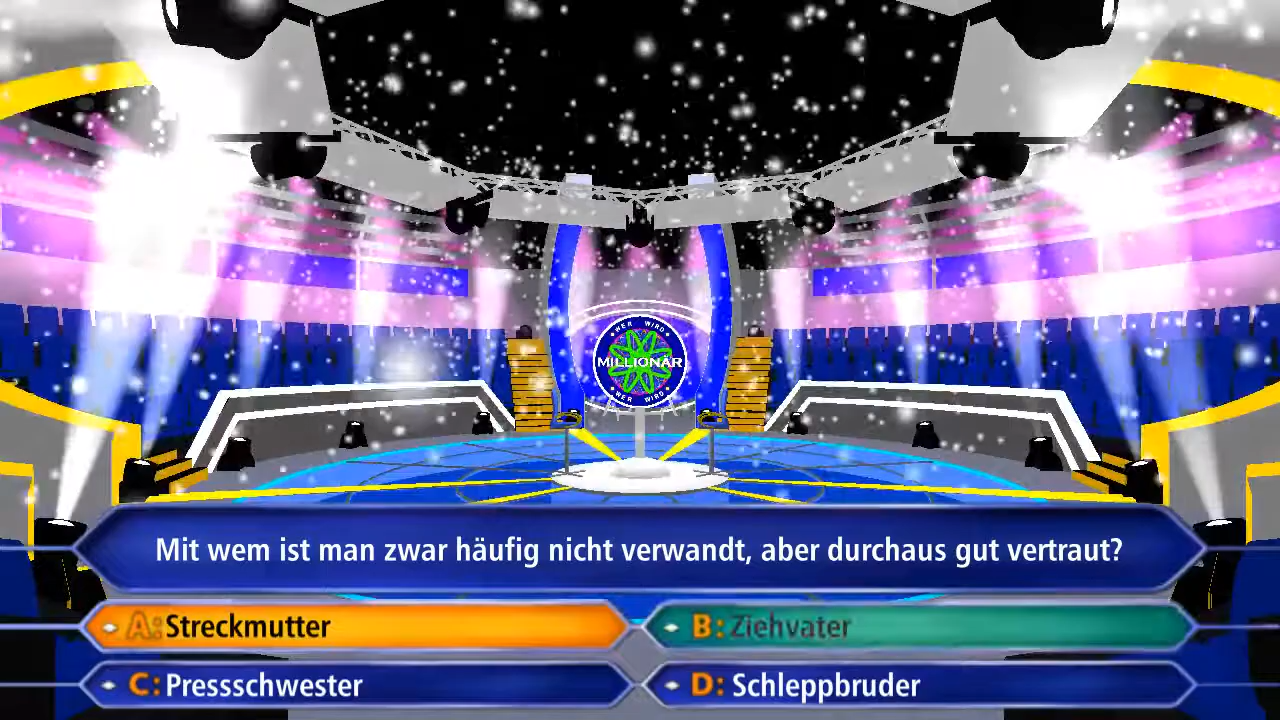 WER WIRD
MILLIONÄR
WER WIRD
Mit wem ist man zwar häufig nicht verwandt, aber durchaus gut vertraut?
A: Streckmutter
B: Ziehvater
C: Pressschwester
D: Schleppbruder